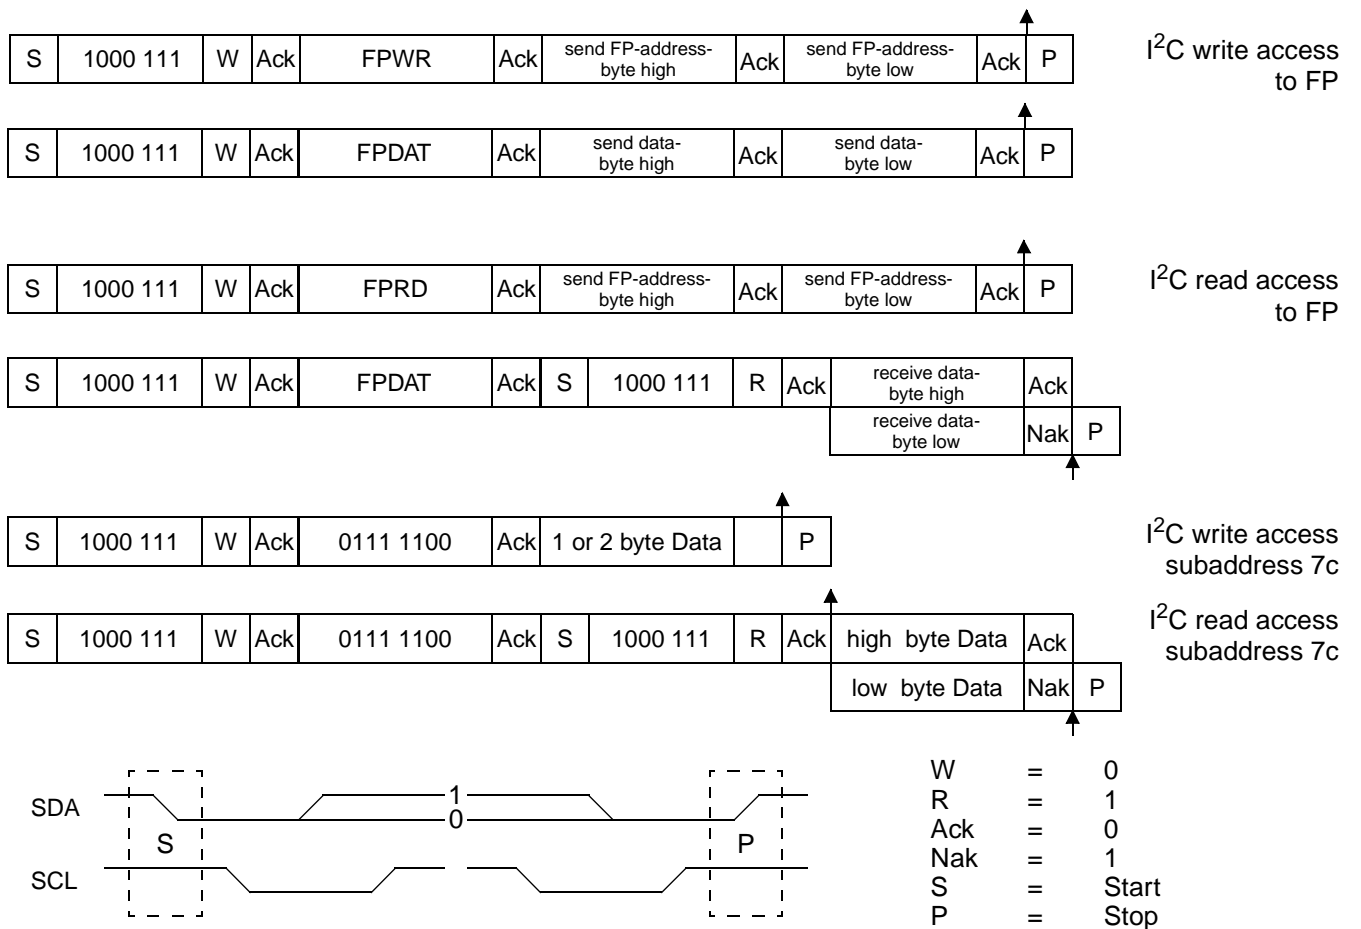 S 1000 111 W Ack FPWR Ack send FP-address-byte high Ack send FP-address-byte low Ack P
I²C write access
to FP
S 1000 111 W Ack FPDAT Ack send data-byte high Ack send data-byte low Ack P
S 1000 111 W Ack FPRD Ack send FP-address-byte high Ack send FP-address-byte low Ack P
I²C read access
to FP
S 1000 111 W Ack FPDAT Ack S 1000 111 R Ack receive data-byte high Ack
receive data-byte low Nak P
S 1000 111 W Ack 0111 1100 Ack 1 or 2 byte Data P
I²C write access
subaddress 7c
S 1000 111 W Ack 0111 1100 Ack S 1000 111 R Ack high byte Data Ack
I²C read access
subaddress 7c
low byte Data Nak P
SDA 1
0
S P
SCL
W = 0
R = 1
Ack = 0
Nak = 1
S = Start
P = Stop